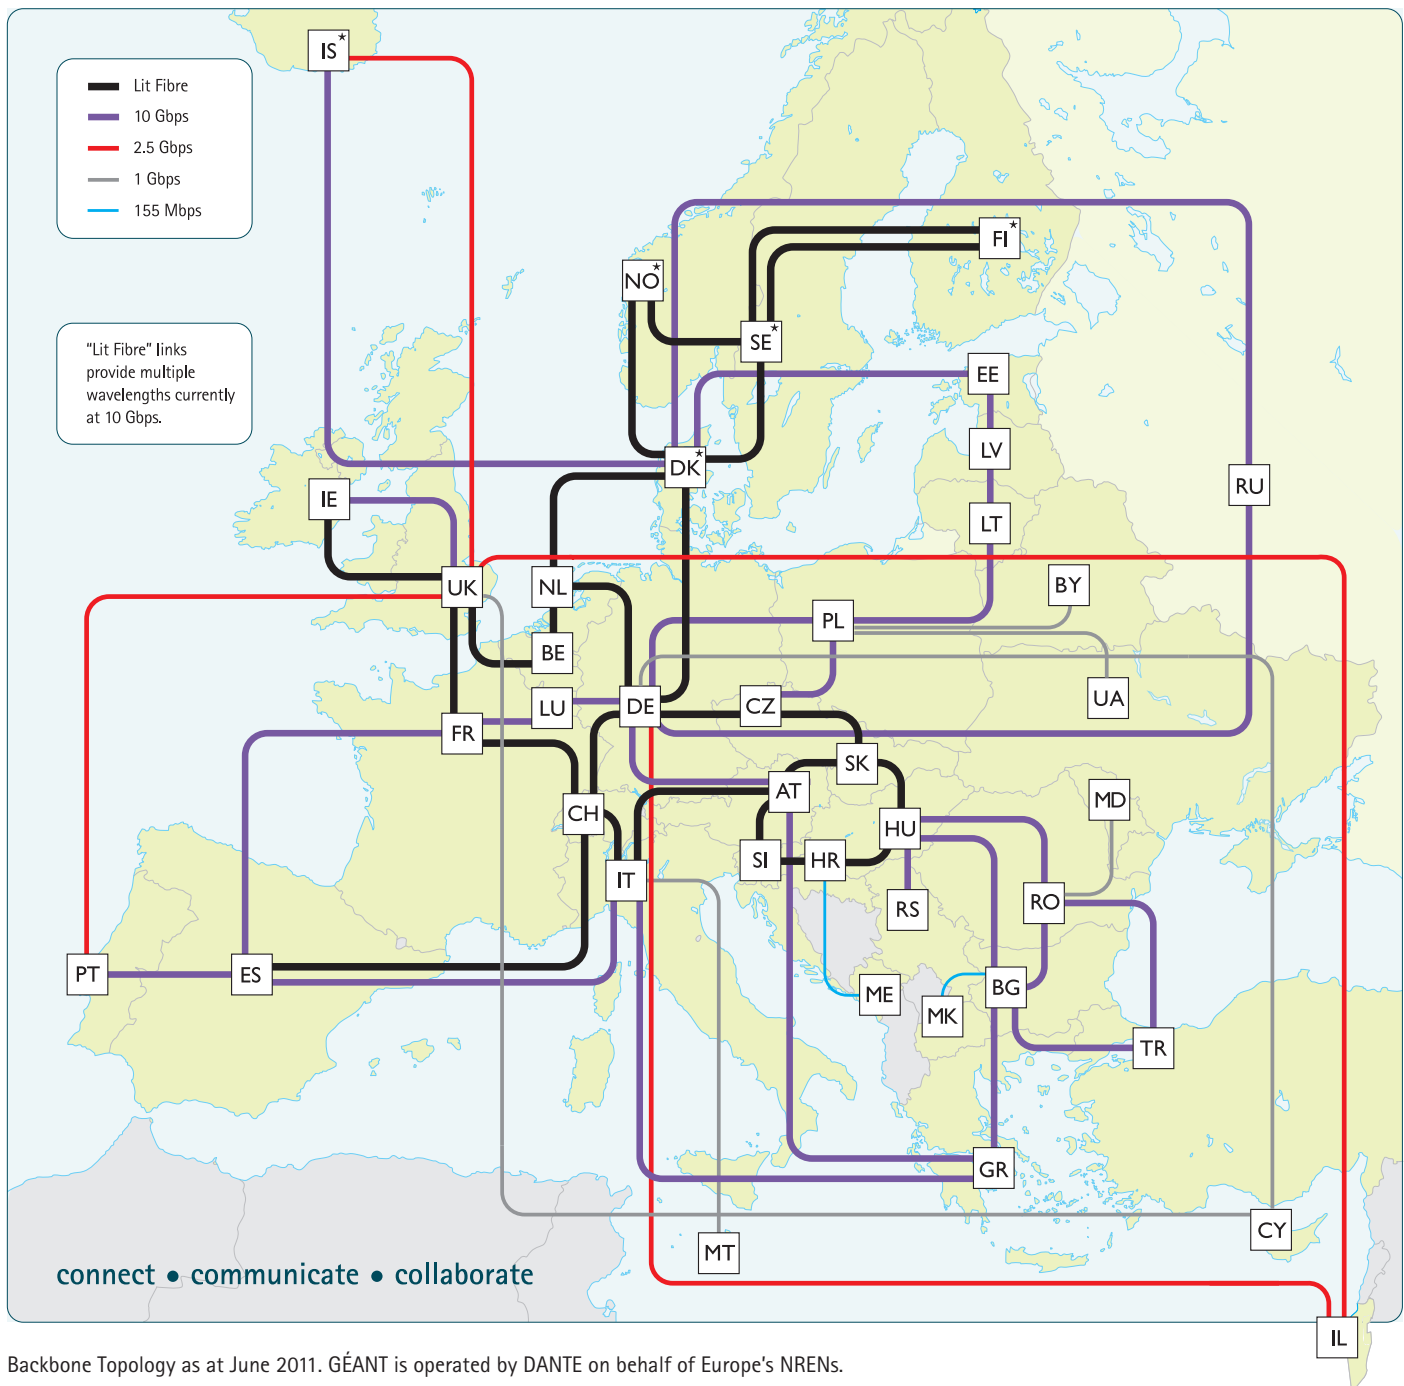 IS*
Lit Fibre
10 Gbps
2.5 Gbps
1 Gbps
155 Mbps
FI*
NO*
SE*
"Lit Fibre" links
provide multiple
wavelengths currently
at 10 Gbps.
EE
LV
DK*
RU
IE
LT
UK
NL
BY
PL
BE
UA
LU
DE
CZ
FR
SK
AT
MD
CH
HU
SI
HR
IT
RO
RS
PT
ES
BG
ME
MK
TR
GR
CY
MT
connect • communicate • collaborate
IL
Backbone Topology as at June 2011. GÉANT is operated by DANTE on behalf of Europe's NRENs.